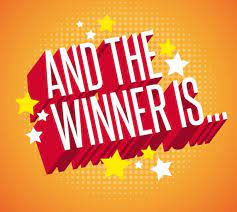 AND THE
WINNER IS...